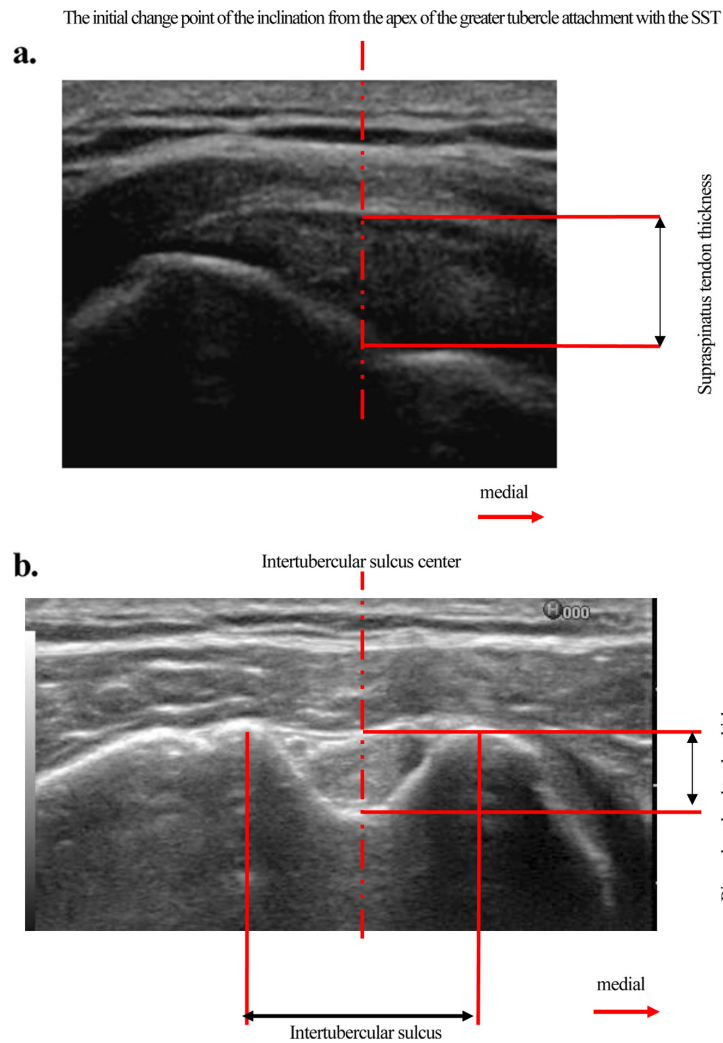 The initial change point of the inclination from the apex of the greater tubercle attachment with the SST
a.
Supraspinatus tendon thickness
medial
b.
Intertubercular sulcus center
000
medial
Intertubercular sulcus